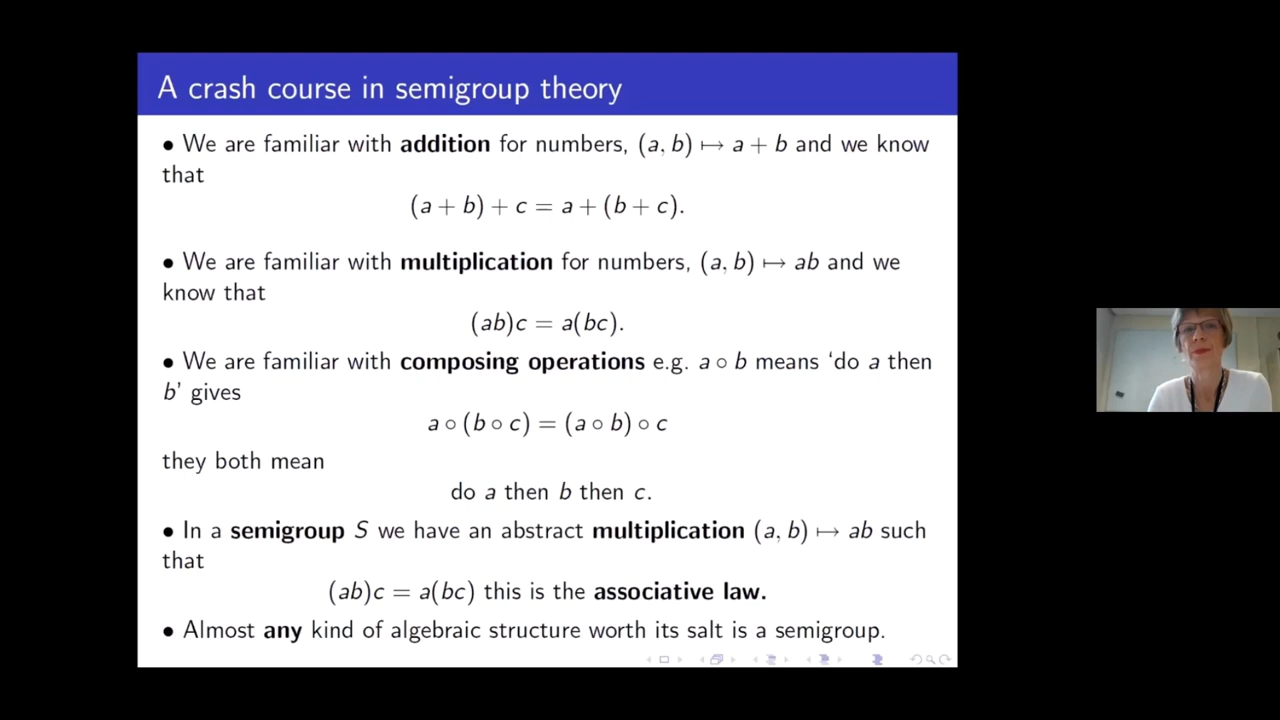 A crash course in semigroup theory
• We are familiar with addition for numbers, (a, b) ↦ a + b and we know
that
(a + b) + c = a + (b + c).
• We are familiar with multiplication for numbers, (a, b) ↦ ab and we
know that
(ab)c = a(bc).
• We are familiar with composing operations e.g. a ∘ b means ‘do a then
b’ gives
a ∘ (b ∘ c) = (a ∘ b) ∘ c
they both mean
do a then b then c.
• In a semigroup S we have an abstract multiplication (a, b) ↦ ab such
that
(ab)c = a(bc) this is the associative law.
• Almost any kind of algebraic structure worth its salt is a semigroup.